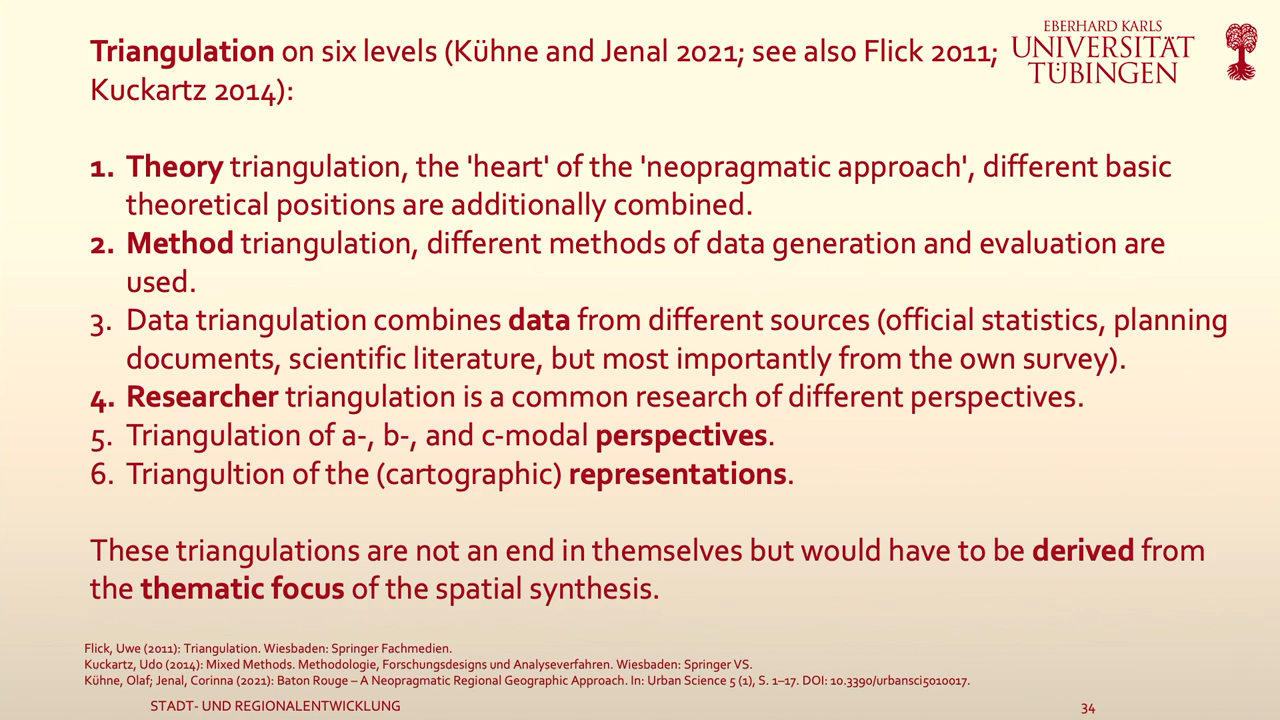 Triangulation on six levels (Kühne and Jenal 2021; see also Flick 2011;
Kuckartz 2014):
EBERHARD KARLS
UNIVERSITÄT
TÜBINGEN
1. Theory triangulation, the 'heart' of the 'neopragmatic approach', different basic
theoretical positions are additionally combined.
2. Method triangulation, different methods of data generation and evaluation are
used.
3. Data triangulation combines data from different sources (official statistics, planning
documents, scientific literature, but most importantly from the own survey).
4. Researcher triangulation is a common research of different perspectives.
5. Triangulation of a-, b-, and c-modal perspectives.
6. Triangultion of the (cartographic) representations.
These triangulations are not an end in themselves but would have to be derived from
the thematic focus of the spatial synthesis.
Flick, Uwe (2011): Triangulation. Wiesbaden: Springer Fachmedien.
Kuckartz, Udo (2014): Mixed Methods. Methodologie, Forschungsdesigns und Analyseverfahren. Wiesbaden: Springer VS.
Kühne, Olaf; Jenal, Corinna (2021): Baton Rouge – A Neopragmatic Regional Geographic Approach. In: Urban Science 5 (1), S. 1–17. DOI: 10.3390/urbansci5010017.
STADT- UND REGIONALENTWICKLUNG
34